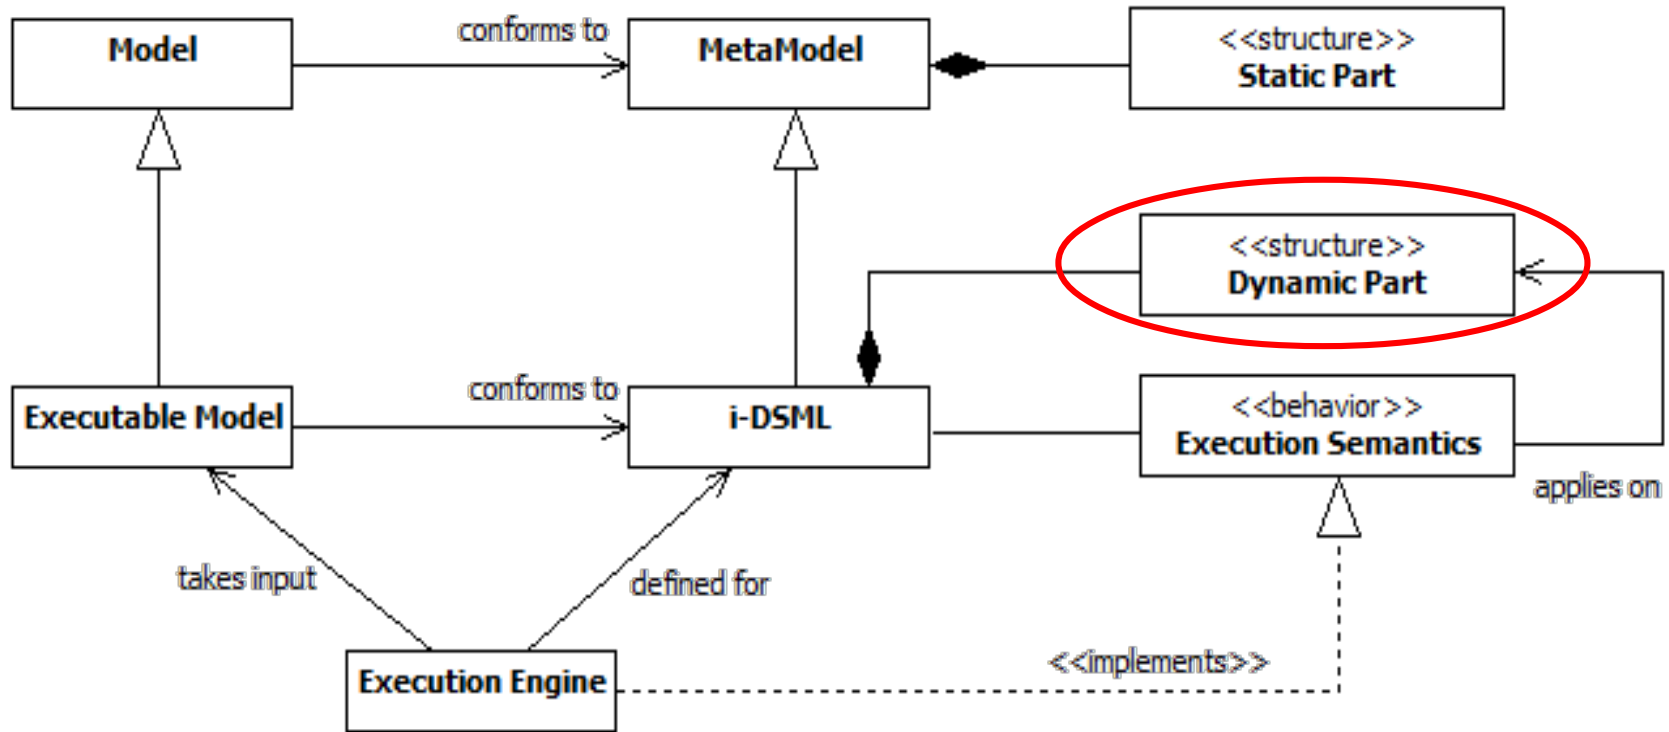 Model
conforms to
MetaModel
<<structure>>
Static Part
<<structure>>
Dynamic Part
Executable Model
conforms to
i-DSML
<<behavior>>
Execution Semantics
applies on
takes input
defined for
Execution Engine
<<implements>>